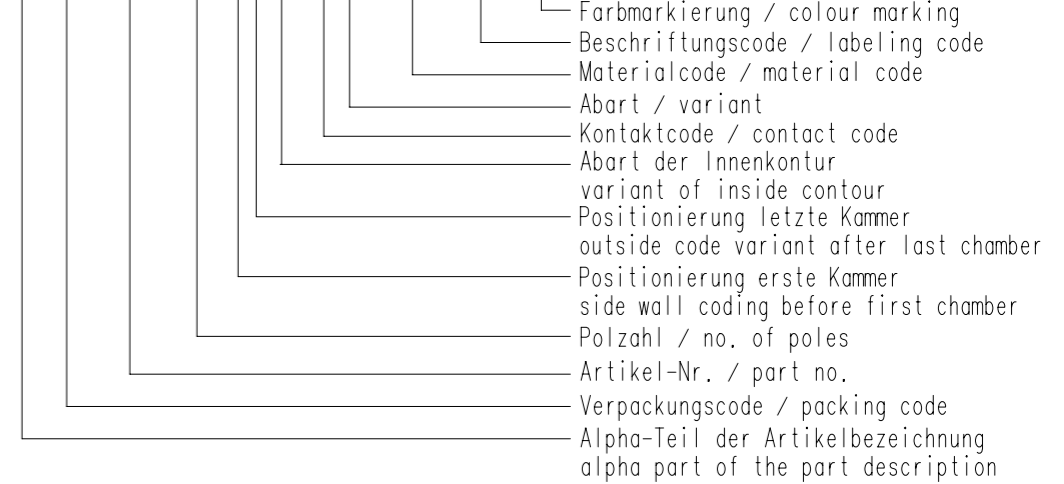 Farbmarkierung / colour marking
Beschriftungscode / labeling code
Materialcode / material code
Abart / variant
Kontaktcode / contact code
Abart der Innenkontur
variant of inside contour
Positionierung letzte Kammer
outside code variant after last chamber
Positionierung erste Kammer
side wall coding before first chamber
Polzahl / no. of poles
Artikel-Nr. / part no.
Verpackungscode / packing code
Alpha-Teil der Artikelbezeichnung
alpha part of the part description